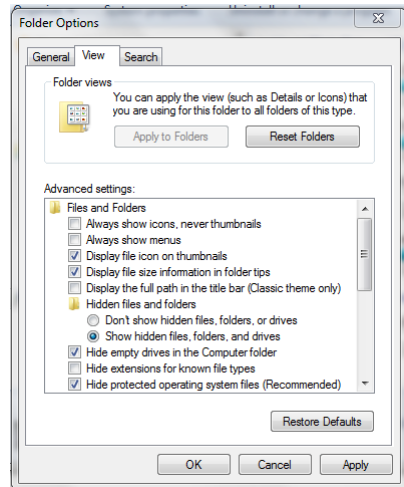 Folder Options
General View Search
Folder views
You can apply the view (such as Details or Icons) that
you are using for this folder to all folders of this type.
Apply to Folders Reset Folders
Advanced settings:
Files and Folders
Always show icons, never thumbnails
Always show menus
Display file icon on thumbnails
Display file size information in folder tips
Display the full path in the title bar (Classic theme only)
Hidden files and folders
Don't show hidden files, folders, or drives
Show hidden files, folders, and drives
Hide empty drives in the Computer folder
Hide extensions for known file types
Hide protected operating system files (Recommended)
Restore Defaults
OK Cancel Apply